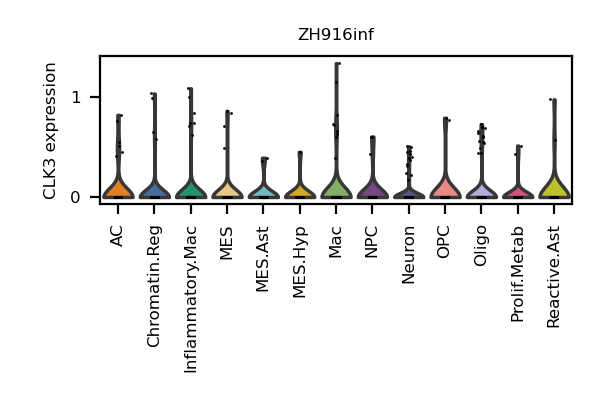 ZH916inf
CLK3 expression
1
0
AC
Chromatin.Reg
Inflammatory.Mac
MES
MES.Ast
MES.Hyp
Mac
NPC
Neuron
OPC
Oligo
Prolif.Metab
Reactive.Ast